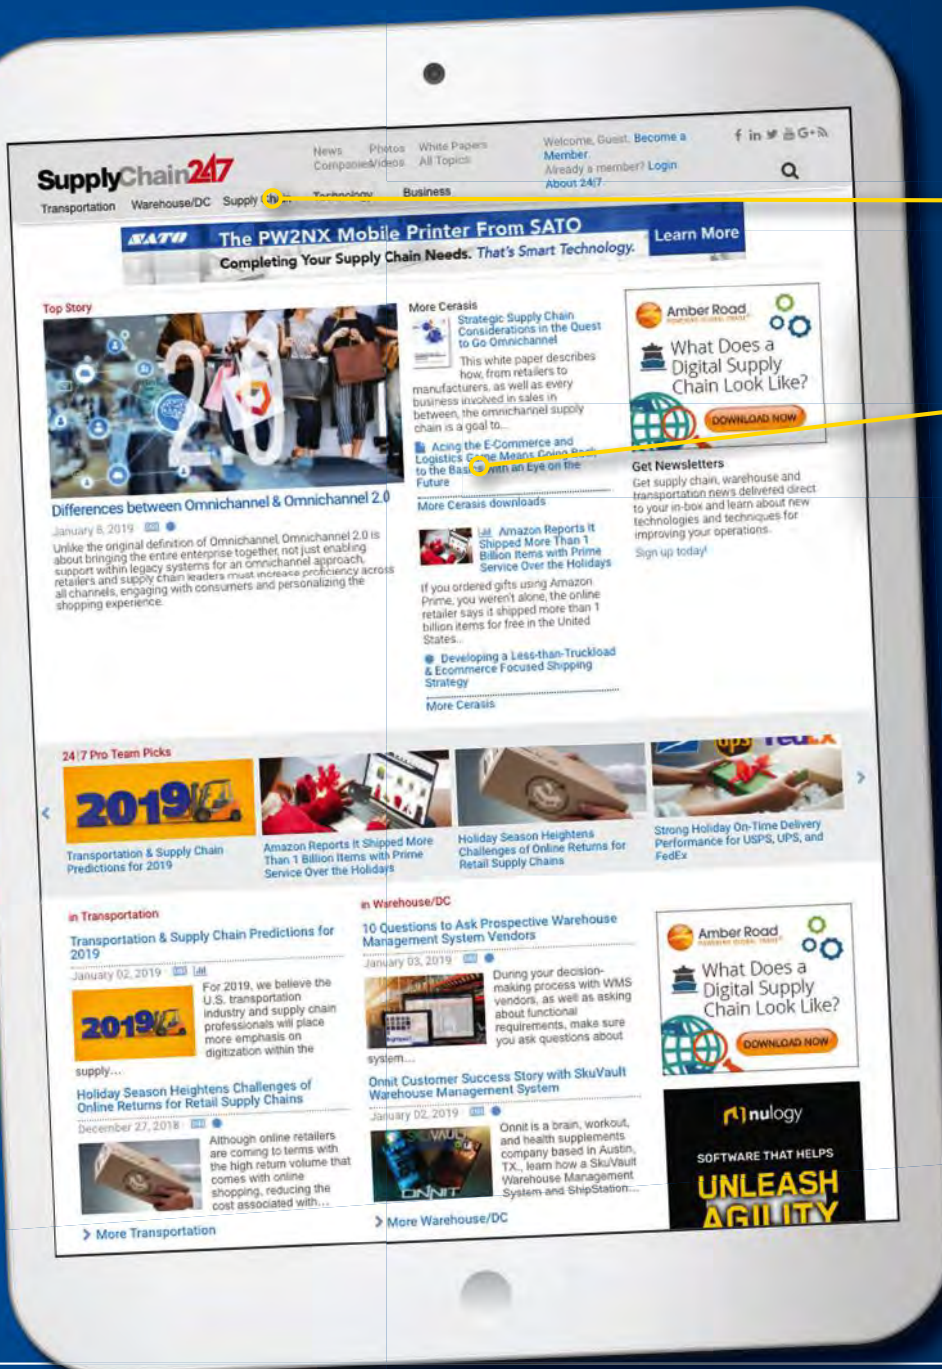 SupplyChain247
News Photos White Papers
Companies Videos All Topics
Welcome, Guest. Become a
Member.
Already a member? Login
About 24|7
Transportation Warehouse/DC Supply Chain Technology Business
SATO The PW2NX Mobile Printer From SATO
Completing Your Supply Chain Needs. That's Smart Technology.
Learn More
Top Story
20
Differences between Omnichannel & Omnichannel 2.0
January 8, 2019
Unlike the original definition of Omnichannel, Omnichannel 2.0 is
about bringing the entire enterprise together, not just enabling
support within legacy systems for an omnichannel approach,
retailers and supply chain leaders must increase proficiency across
all channels, engaging with consumers and personalizing the
shopping experience.
More Cerasis
Strategic Supply Chain
Considerations in the Quest
to Go Omnichannel
This white paper describes
how, from retailers to
manufacturers, as well as every
business involved in sales in
between, the omnichannel supply
chain is a goal to...
Acing the E-Commerce and
Logistics Game Means Going Back
to the Basics with an Eye on the
Future
More Cerasis downloads
Amazon Reports It
Shipped More Than 1
Billion Items with Prime
Service Over the Holidays
If you ordered gifts using Amazon
Prime, you weren't alone, the online
retailer says it shipped more than 1
billion items for free in the United
States...
Developing a Less-than-Truckload
& Ecommerce Focused Shipping
Strategy
More Cerasis
Amber Road
POWERING GLOBAL TRADE
What Does a
Digital Supply
Chain Look Like?
DOWNLOAD NOW
Get Newsletters
Get supply chain, warehouse and
transportation news delivered direct
to your in-box and learn about new
technologies and techniques for
improving your operations.
Sign up today!
24|7 Pro Team Picks
2019
Transportation & Supply Chain
Predictions for 2019
Amazon Reports It Shipped More
Than 1 Billion Items with Prime
Service Over the Holidays
Holiday Season Heightens
Challenges of Online Returns for
Retail Supply Chains
ups FedEx
Strong Holiday On-Time Delivery
Performance for USPS, UPS, and
FedEx
in Transportation
Transportation & Supply Chain Predictions for
2019
January 02, 2019
2019
For 2019, we believe the
U.S. transportation
industry and supply chain
professionals will place
more emphasis on
digitization within the
supply...
Holiday Season Heightens Challenges of
Online Returns for Retail Supply Chains
December 27, 2018
Although online retailers
are coming to terms with
the high return volume that
comes with online
shopping, reducing the
cost associated with...
More Transportation
in Warehouse/DC
10 Questions to Ask Prospective Warehouse
Management System Vendors
January 03, 2019
During your decision-
making process with WMS
vendors, as well as asking
about functional
requirements, make sure
you ask questions about
system...
Onnit Customer Success Story with SkuVault
Warehouse Management System
January 02, 2019
SKUVAULT
ONNIT
Onnit is a brain, workout,
and health supplements
company based in Austin,
TX., learn how a SkuVault
Warehouse Management
System and ShipStation...
More Warehouse/DC
Amber Road
POWERING GLOBAL TRADE
What Does a
Digital Supply
Chain Look Like?
DOWNLOAD NOW
nulogy
SOFTWARE THAT HELPS
UNLEASH
AGILITY